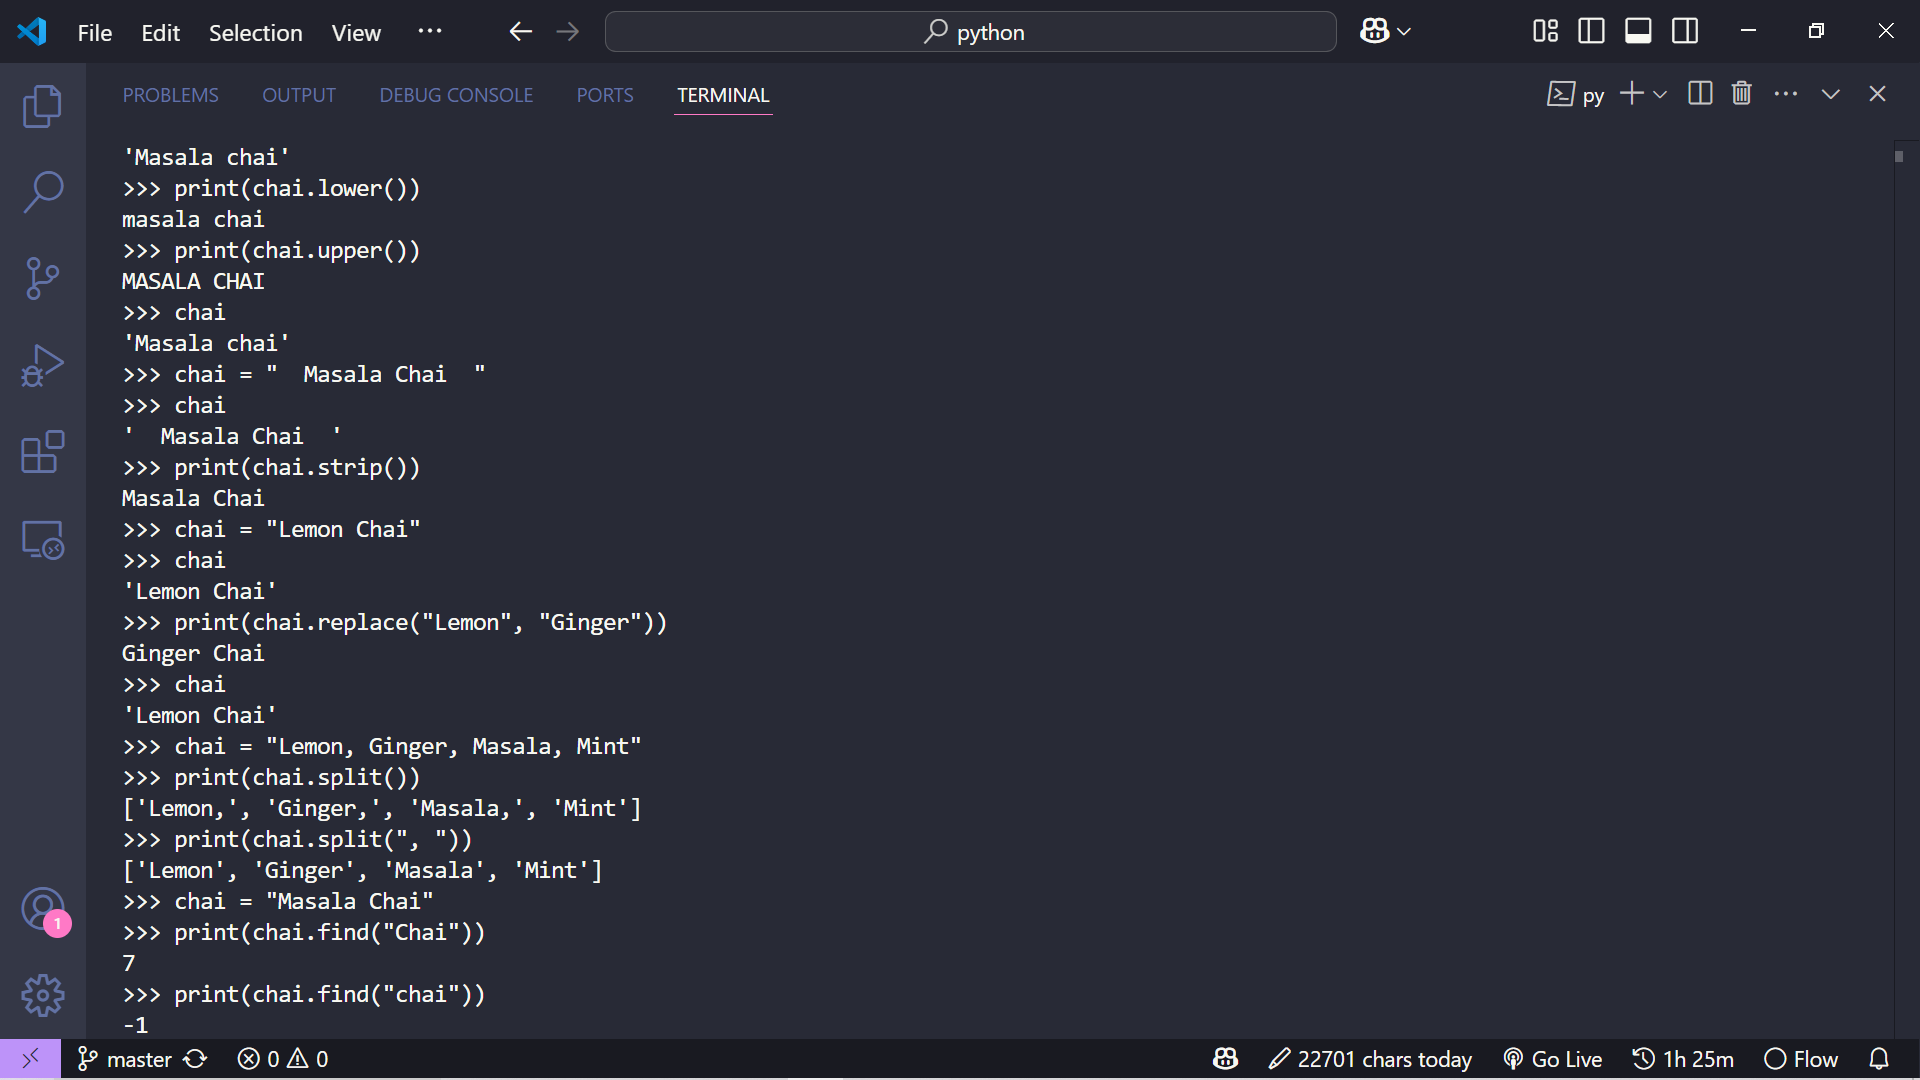 File Edit Selection View ··· python
PROBLEMS OUTPUT DEBUG CONSOLE PORTS TERMINAL py
'Masala chai'
>>> print(chai.lower())
masala chai
>>> print(chai.upper())
MASALA CHAI
>>> chai
'Masala chai'
>>> chai = "  Masala Chai  "
>>> chai
'  Masala Chai  '
>>> print(chai.strip())
Masala Chai
>>> chai = "Lemon Chai"
>>> chai
'Lemon Chai'
>>> print(chai.replace("Lemon", "Ginger"))
Ginger Chai
>>> chai
'Lemon Chai'
>>> chai = "Lemon, Ginger, Masala, Mint"
>>> print(chai.split())
['Lemon,', 'Ginger,', 'Masala,', 'Mint']
>>> print(chai.split(", "))
['Lemon', 'Ginger', 'Masala', 'Mint']
>>> chai = "Masala Chai"
>>> print(chai.find("Chai"))
7
>>> print(chai.find("chai"))
-1
1
master 0 0 22701 chars today Go Live 1h 25m Flow